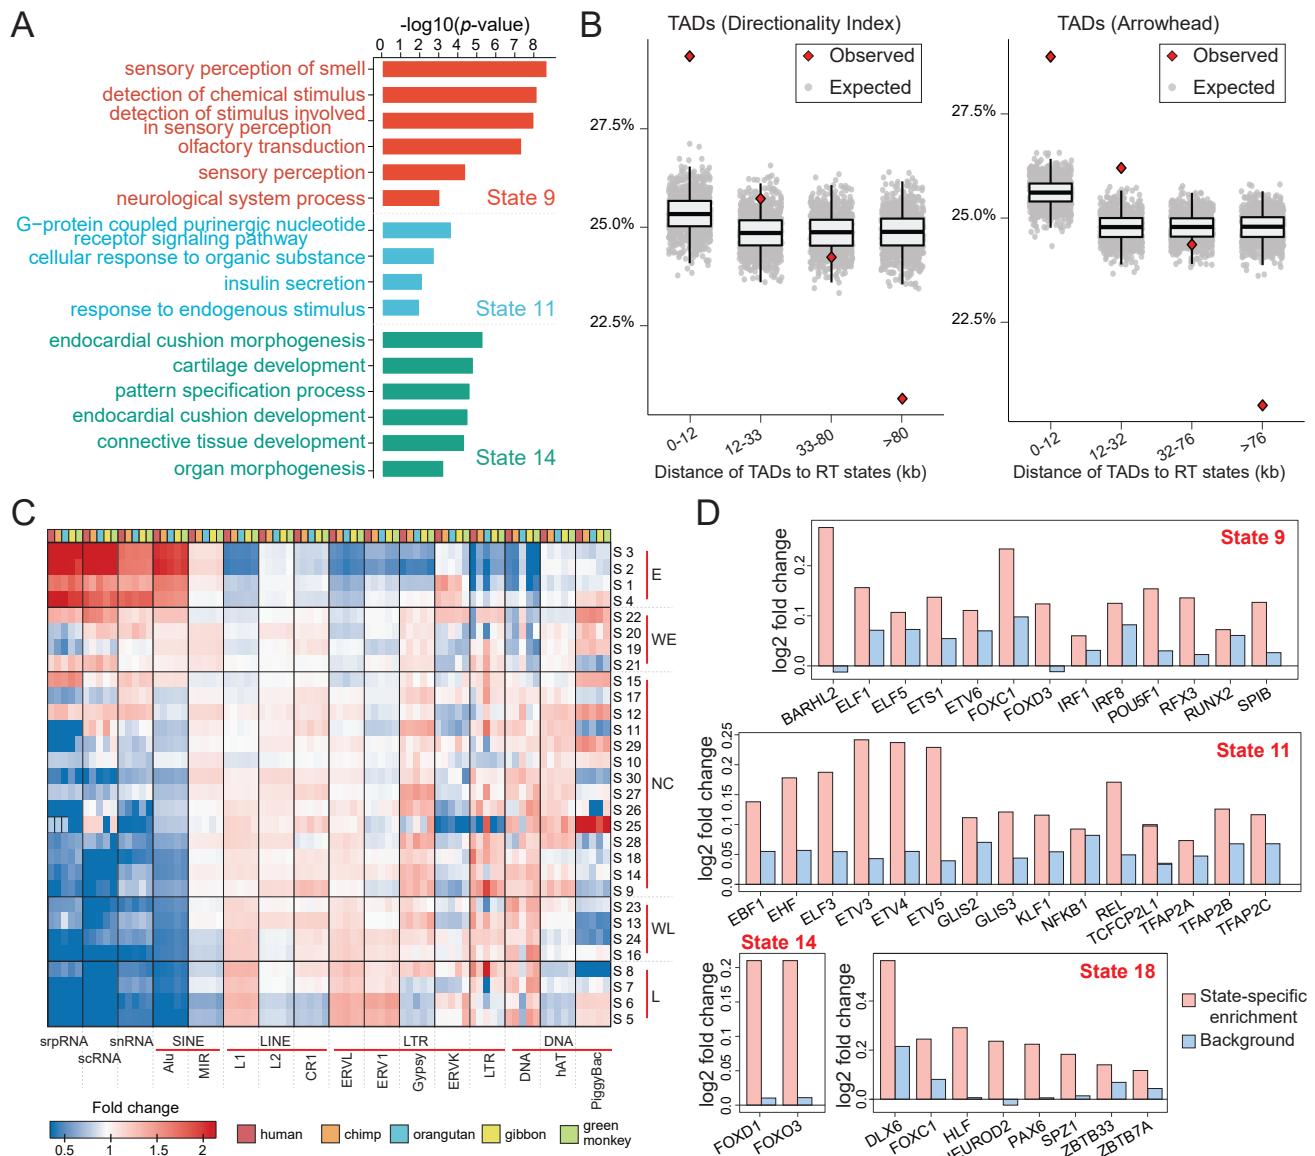 A
-log10(p-value)
0 1 2 3 4 5 6 7 8
sensory perception of smell
detection of chemical stimulus
detection of stimulus involved
in sensory perception
olfactory transduction
sensory perception
neurological system process
State 9
G−protein coupled purinergic nucleotide
receptor signaling pathway
cellular response to organic substance
insulin secretion
response to endogenous stimulus
State 11
endocardial cushion morphogenesis
cartilage development
pattern specification process
endocardial cushion development
connective tissue development
organ morphogenesis
State 14
B
TADs (Directionality Index)
Observed
Expected
27.5%
25.0%
22.5%
0-12
12-33
33-80
>80
Distance of TADs to RT states (kb)
TADs (Arrowhead)
Observed
Expected
27.5%
25.0%
22.5%
0-12
12-32
32-76
>76
Distance of TADs to RT states (kb)
C
S 3
S 2
S 1
S 4
E
S 22
S 20
S 19
S 21
WE
S 15
S 17
S 12
S 11
S 29
S 10
S 30
S 27
S 26
S 25
S 28
S 18
S 14
S 9
NC
S 23
S 13
S 24
S 16
WL
S 8
S 7
S 6
S 5
L
srpRNA
scRNA
snRNA
SINE
LINE
LTR
DNA
Alu
MIR
L1
L2
CR1
ERVL
ERV1
Gypsy
ERVK
LTR
DNA
hAT
PiggyBac
Fold change
0.5 1 1.5 2
human
chimp
orangutan
gibbon
green
monkey
D
State 9
log2 fold change
0.0 0.1 0.2
BARHL2
ELF1
ELF5
ETS1
ETV6
FOXC1
FOXD3
IRF1
IRF8
POU5F1
RFX3
RUNX2
SPIB
State 11
log2 fold change
0.0 0.05 0.1 0.15 0.20 0.25
EBF1
EHF
ELF3
ETV3
ETV4
ETV5
GLIS2
GLIS3
KLF1
NFKB1
REL
TCFCP2L1
TFAP2A
TFAP2B
TFAP2C
State 14
log2 fold change
0.0 0.05 0.1 0.15 0.2
FOXD1
FOXO3
State 18
log2 fold change
0.0 0.2 0.4
DLX6
FOXC1
HLF
IEUROD2
PAX6
SPZ1
ZBTB33
ZBTB7A
State-specific
enrichment
Background